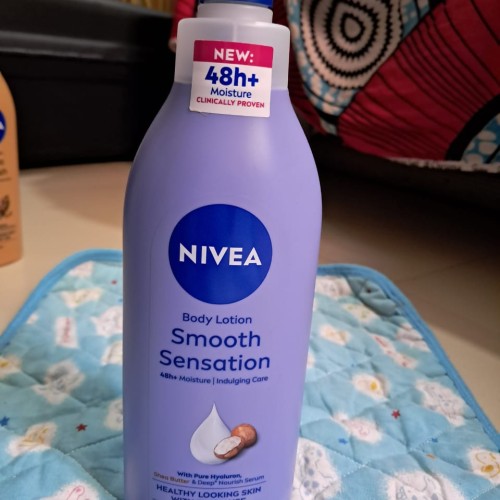 NEW:
48h+
Moisture
CLINICALLY PROVEN
NIVEA
Body Lotion
Smooth
Sensation
48h+ Moisture | Indulging Care
With Pure Hyaluron,
Shea Butter & Deep+ Nourish Serum
HEALTHY LOOKING SKIN